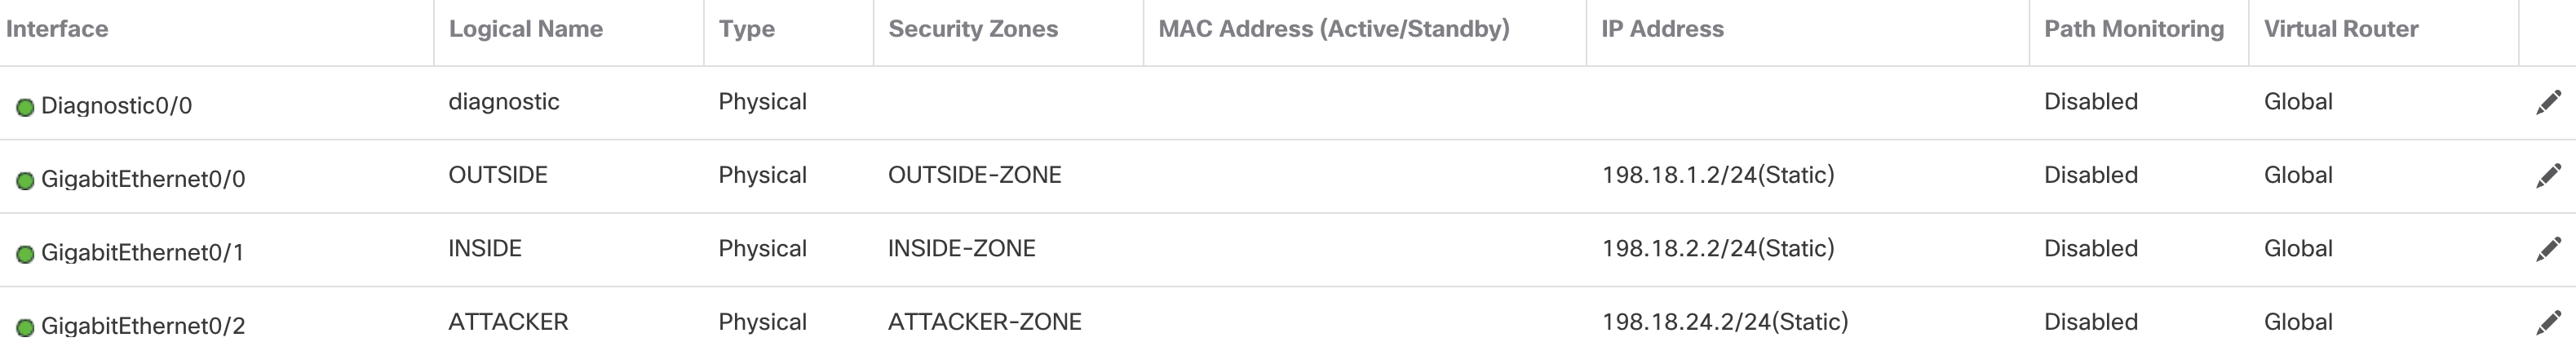 Interface Logical Name Type Security Zones MAC Address (Active/Standby) IP Address Path Monitoring Virtual Router
Diagnostic0/0 diagnostic Physical Disabled Global
GigabitEthernet0/0 OUTSIDE Physical OUTSIDE-ZONE 198.18.1.2/24(Static) Disabled Global
GigabitEthernet0/1 INSIDE Physical INSIDE-ZONE 198.18.2.2/24(Static) Disabled Global
GigabitEthernet0/2 ATTACKER Physical ATTACKER-ZONE 198.18.24.2/24(Static) Disabled Global